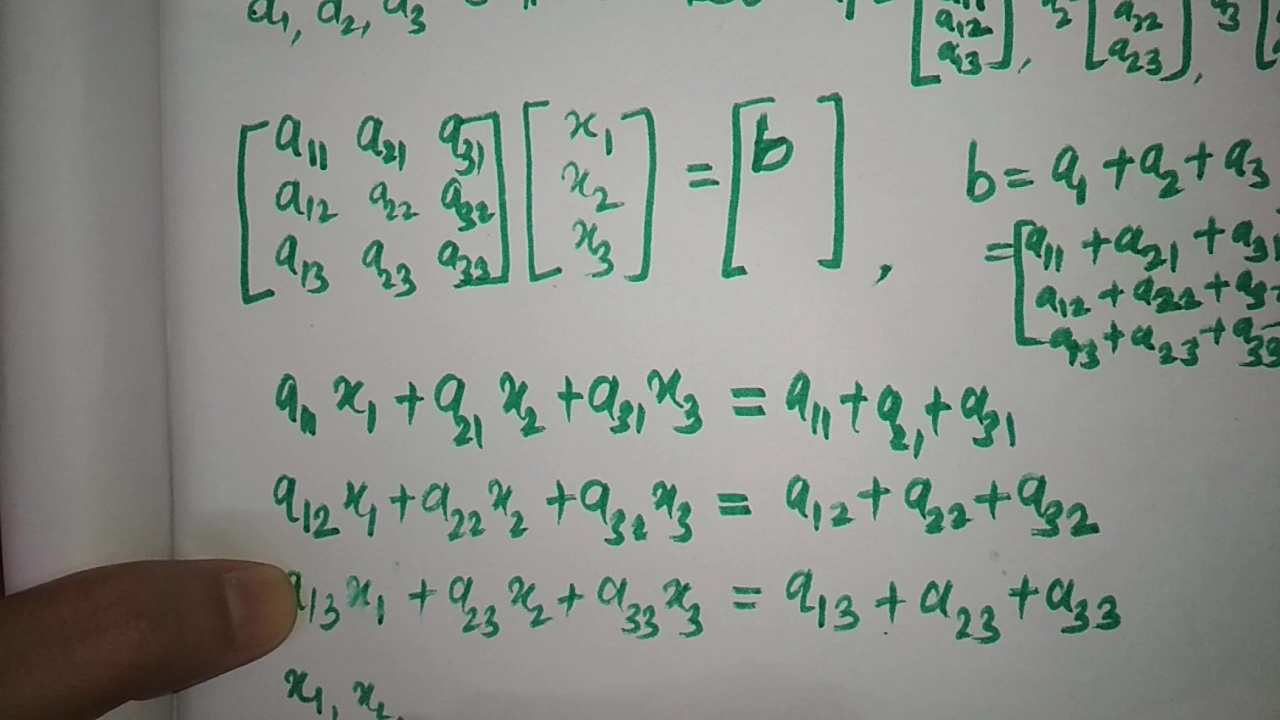 a₁, a₂, a₃
[a₁₂ a₁₃], [a₂₂ a₂₃],
[a₁₁ a₂₁ a₃₁
a₁₂ a₂₂ a₃₂
a₁₃ a₂₃ a₃₃] [x₁ x₂ x₃] = [b],
b = a₁ + a₂ + a₃
= [a₁₁ + a₂₁ + a₃₁
a₁₂ + a₂₂ +
a₁₃ + a₂₃ + a₃₃
a₁₁ x₁ + a₂₁ x₂ + a₃₁ x₃ = a₁₁ + a₂₁ + a₃₁
a₁₂ x₁ + a₂₂ x₂ + a₃₂ x₃ = a₁₂ + a₂₂ + a₃₂
a₁₃ x₁ + a₂₃ x₂ + a₃₃ x₃ = a₁₃ + a₂₃ + a₃₃
x₁, x₂,